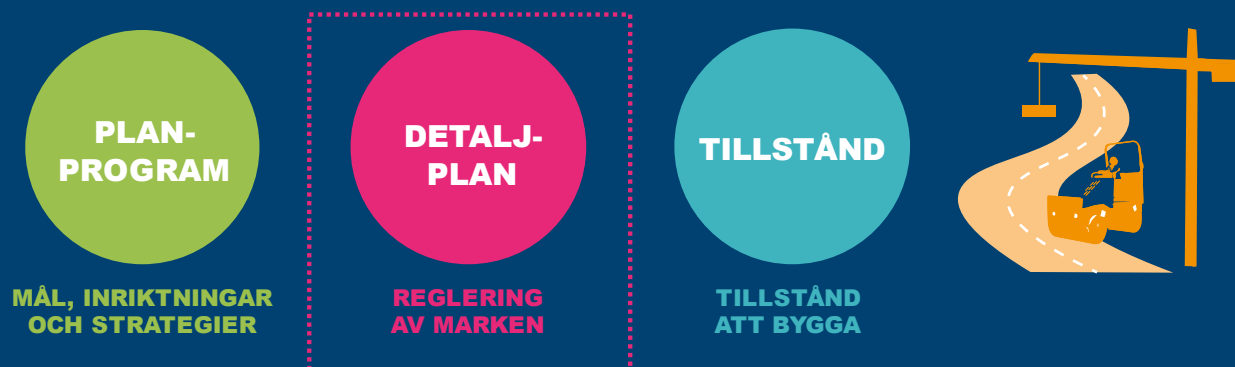 PLAN-
PROGRAM
MÅL, INRIKTNINGAR
OCH STRATEGIER
DETALJ-
PLAN
REGLERING
AV MARKEN
TILLSTÅND
TILLSTÅND
ATT BYGGA